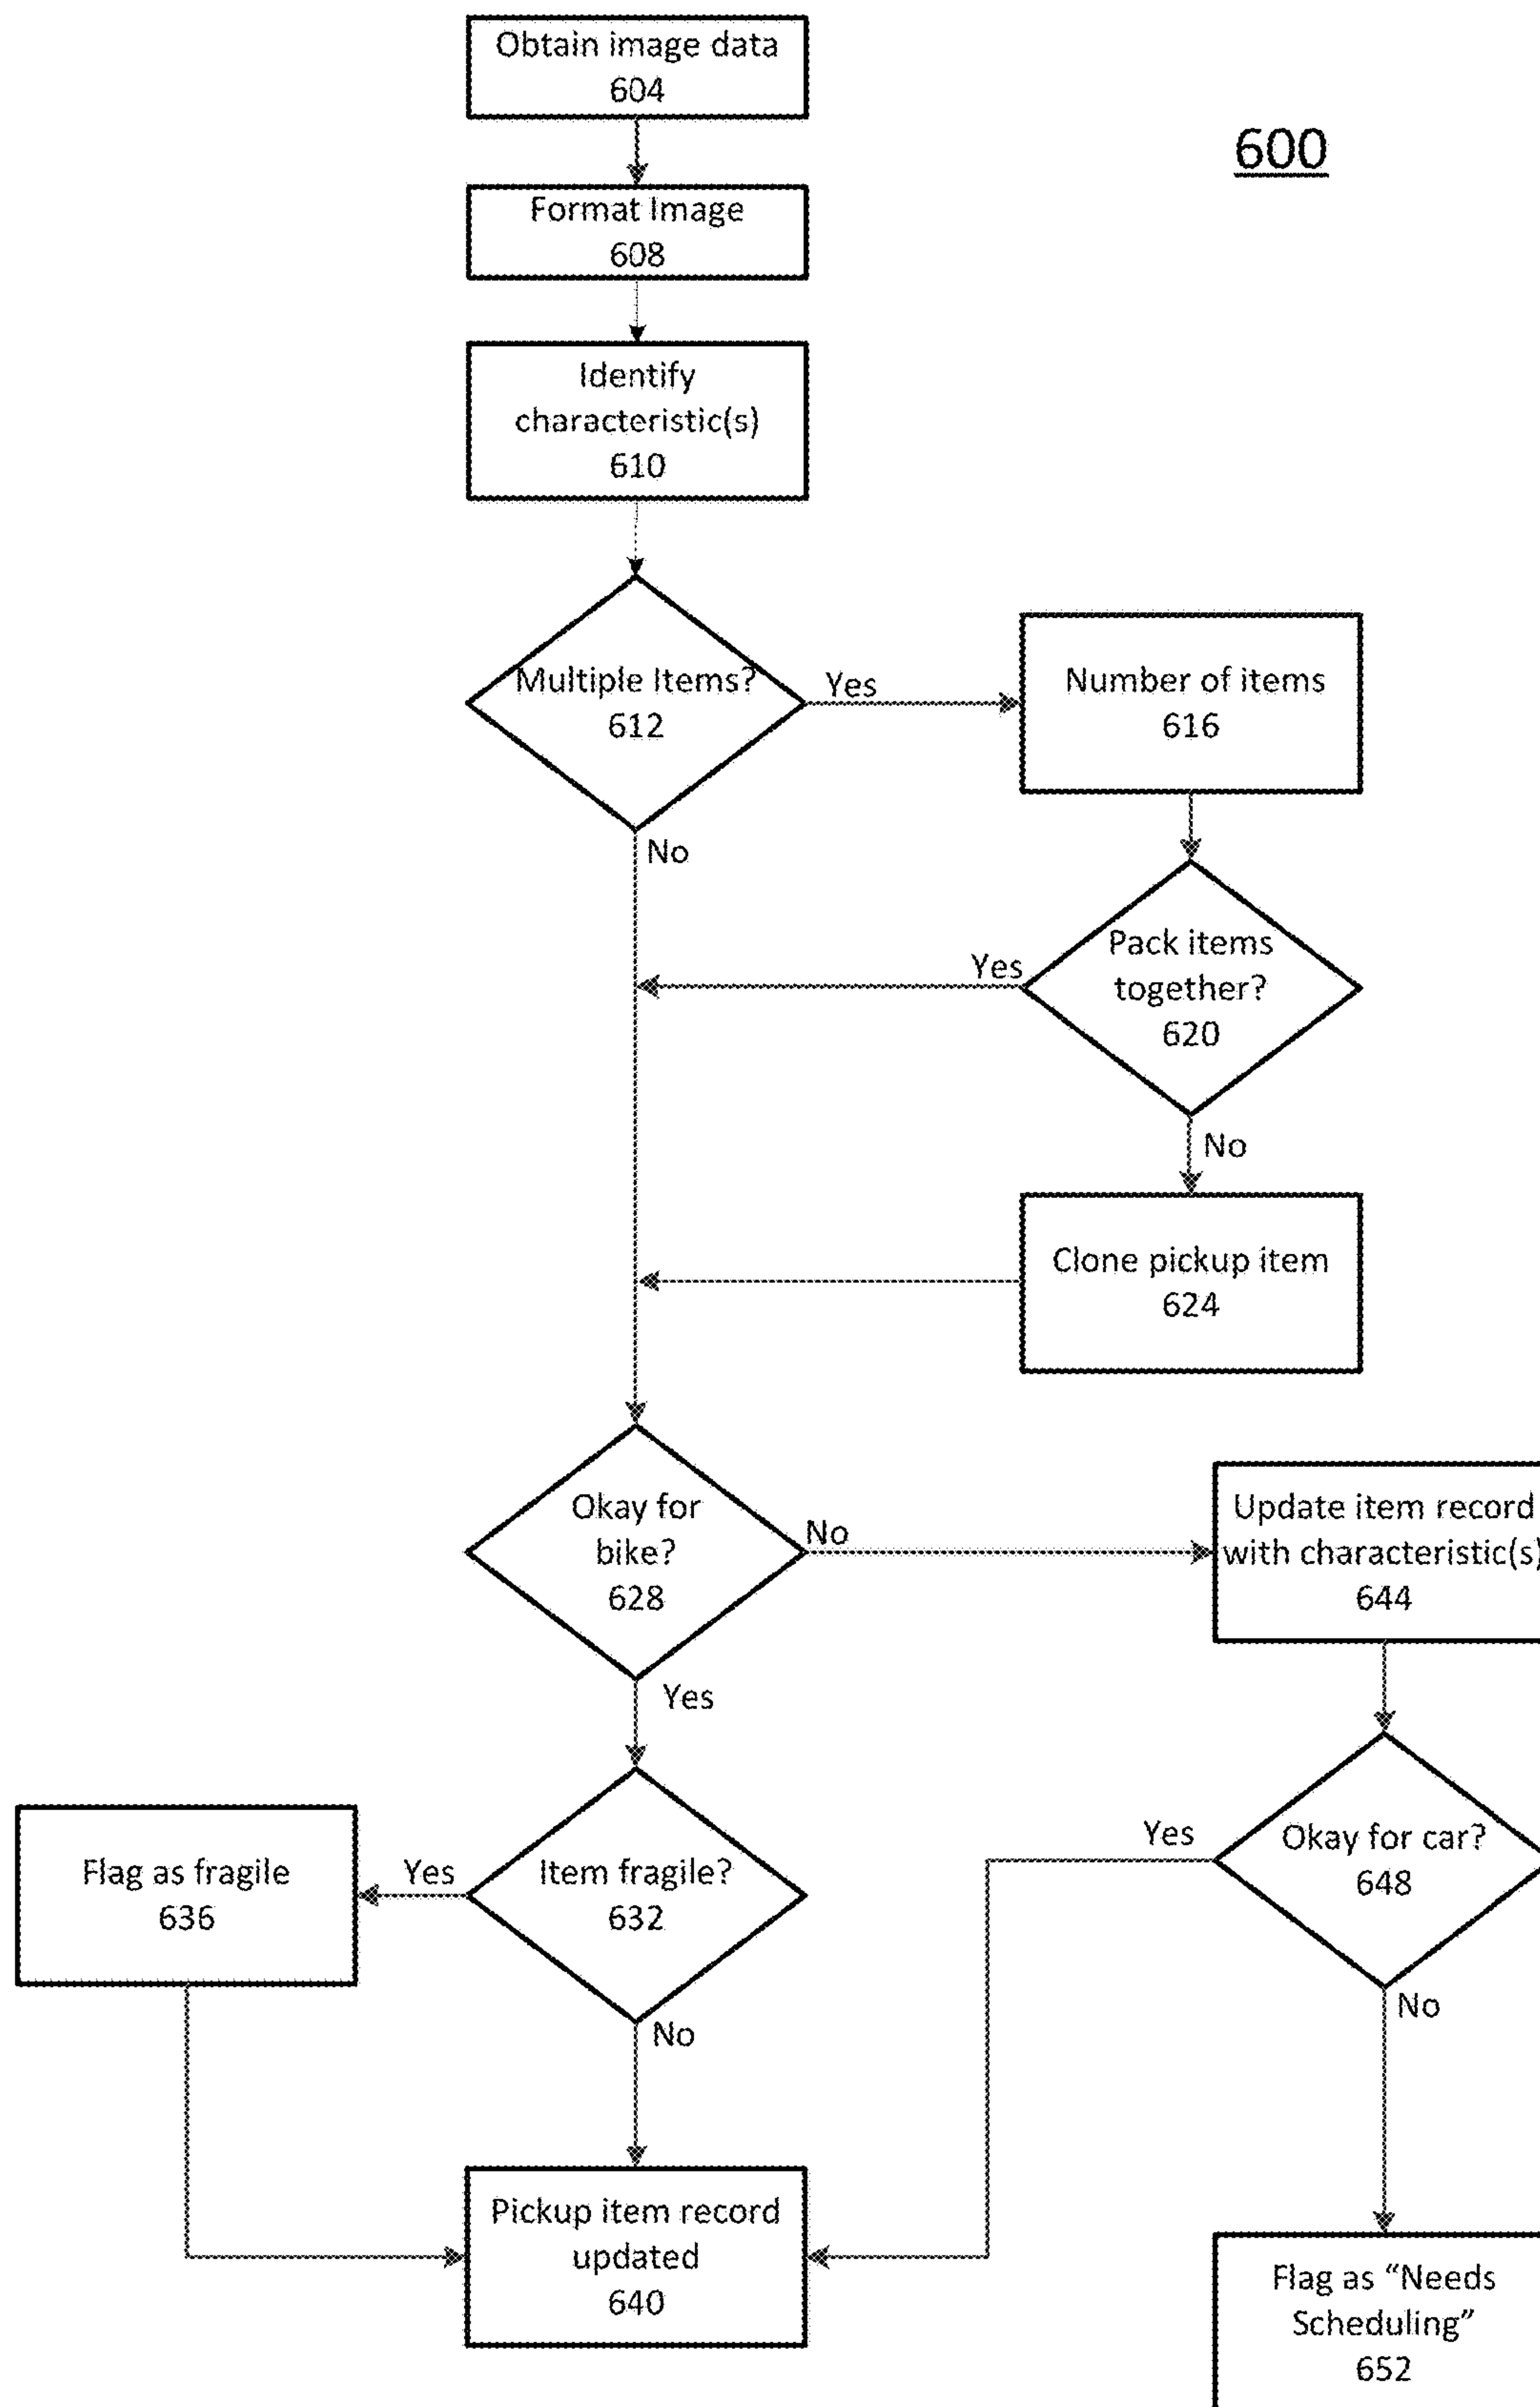 Obtain image data
604
600
Format Image
608
Identify
characteristic(s)
610
Multiple Items?
612
Yes
Number of items
616
No
Pack items
together?
620
Yes
No
Clone pickup item
624
Okay for
bike?
628
No
Update item record
with characteristic(s)
644
Yes
Flag as fragile
636
Yes
Item fragile?
632
Yes
Okay for car?
648
No
No
Pickup item record
updated
640
Flag as “Needs
Scheduling”
652